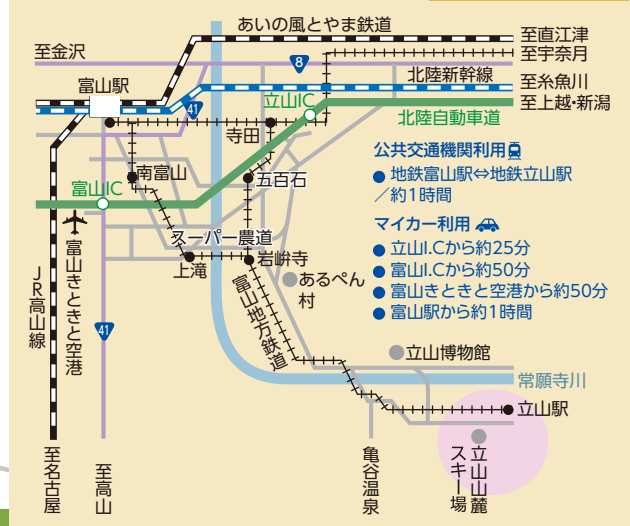 あいの風とやま鉄道
至直江津
至宇奈月
至金沢
8
北陸新幹線
至糸魚川
富山駅
41
立山IC
至上越・新潟
北陸自動車道
寺田
公共交通機関利用
● 地鉄富山駅⇔地鉄立山駅
／約1時間
南富山
五百石
富山IC
マイカー利用
● 立山I.Cから約25分
● 富山I.Cから約50分
● 富山きときと空港から約50分
● 富山駅から約1時間
スーパー農道
上滝
岩峅寺
あるぺん
村
富山地方鉄道
富山きときと空港
JR高山線
41
立山博物館
常願寺川
立山駅
立山山麓
スキー場
亀谷温泉
至名古屋
至高山